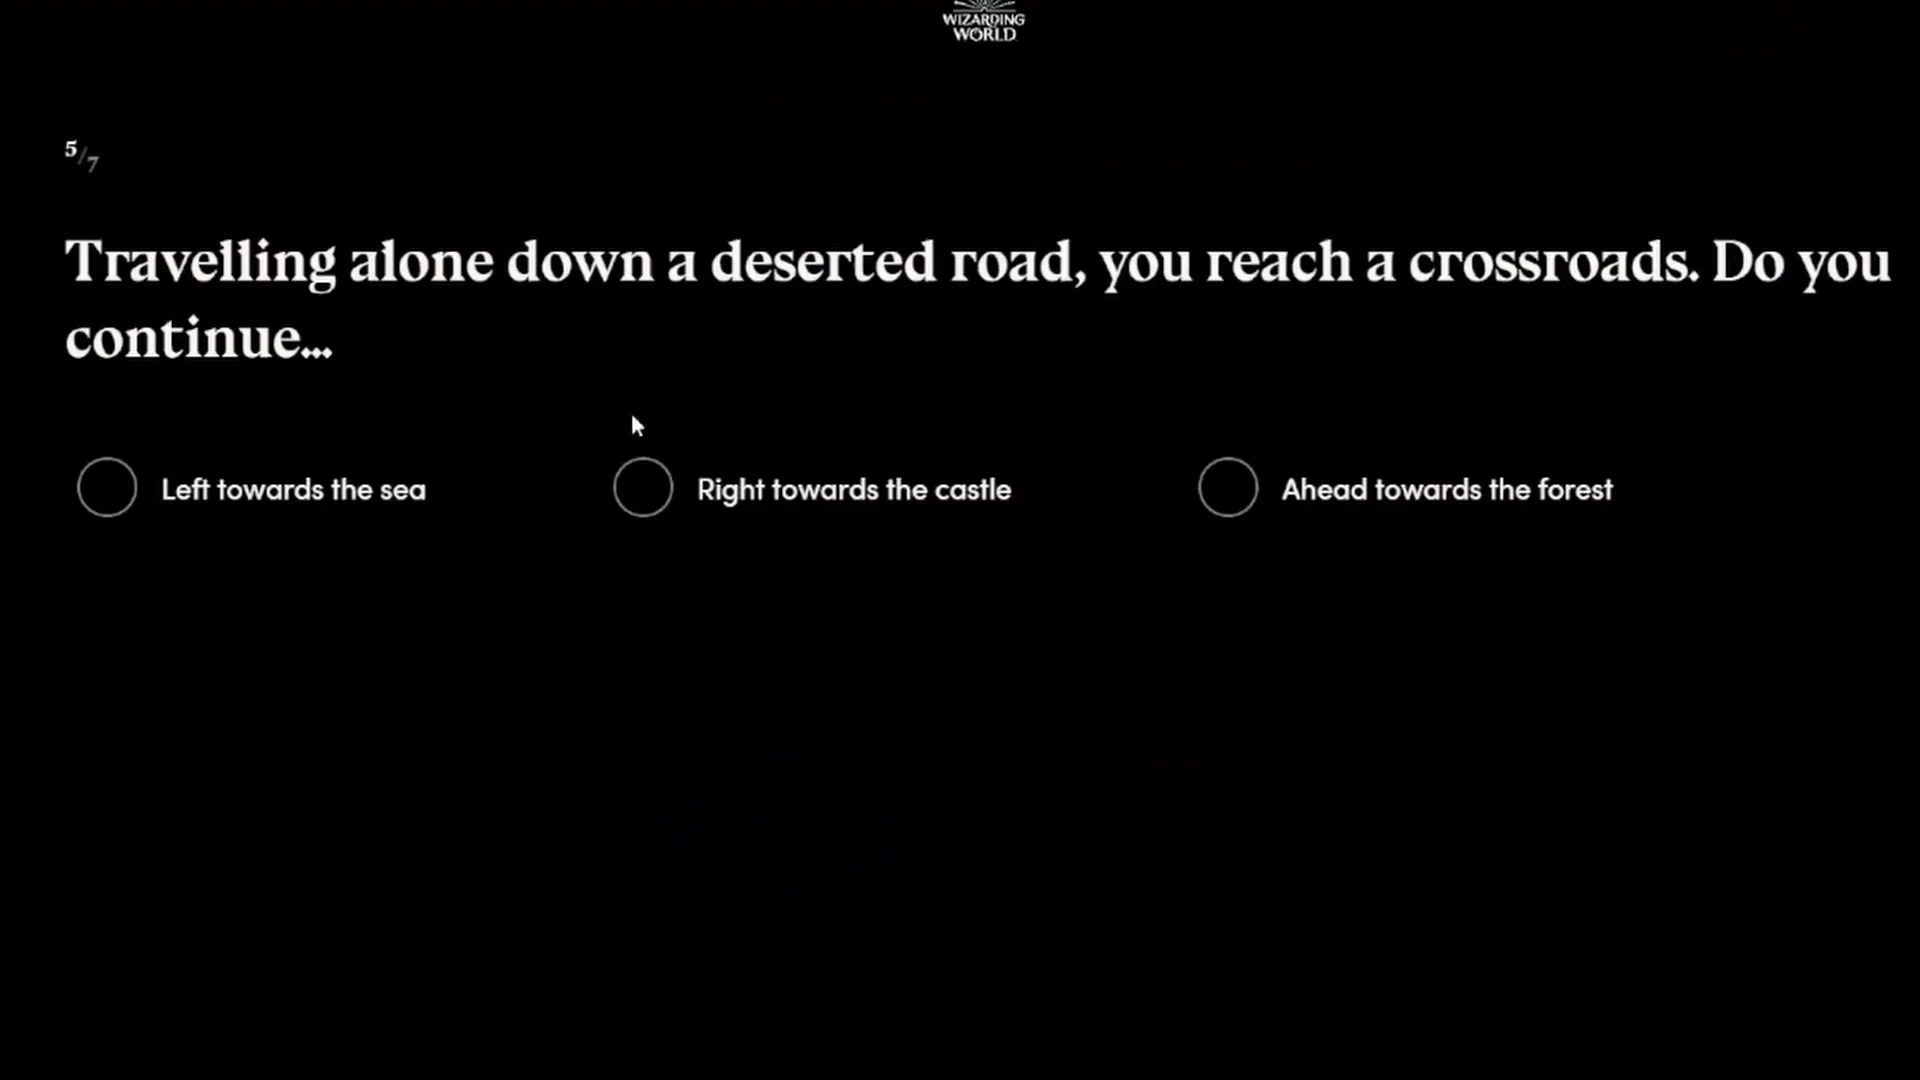 WIZARDING
WORLD
5/7
Travelling alone down a deserted road, you reach a crossroads. Do you
continue...
Left towards the sea
Right towards the castle
Ahead towards the forest